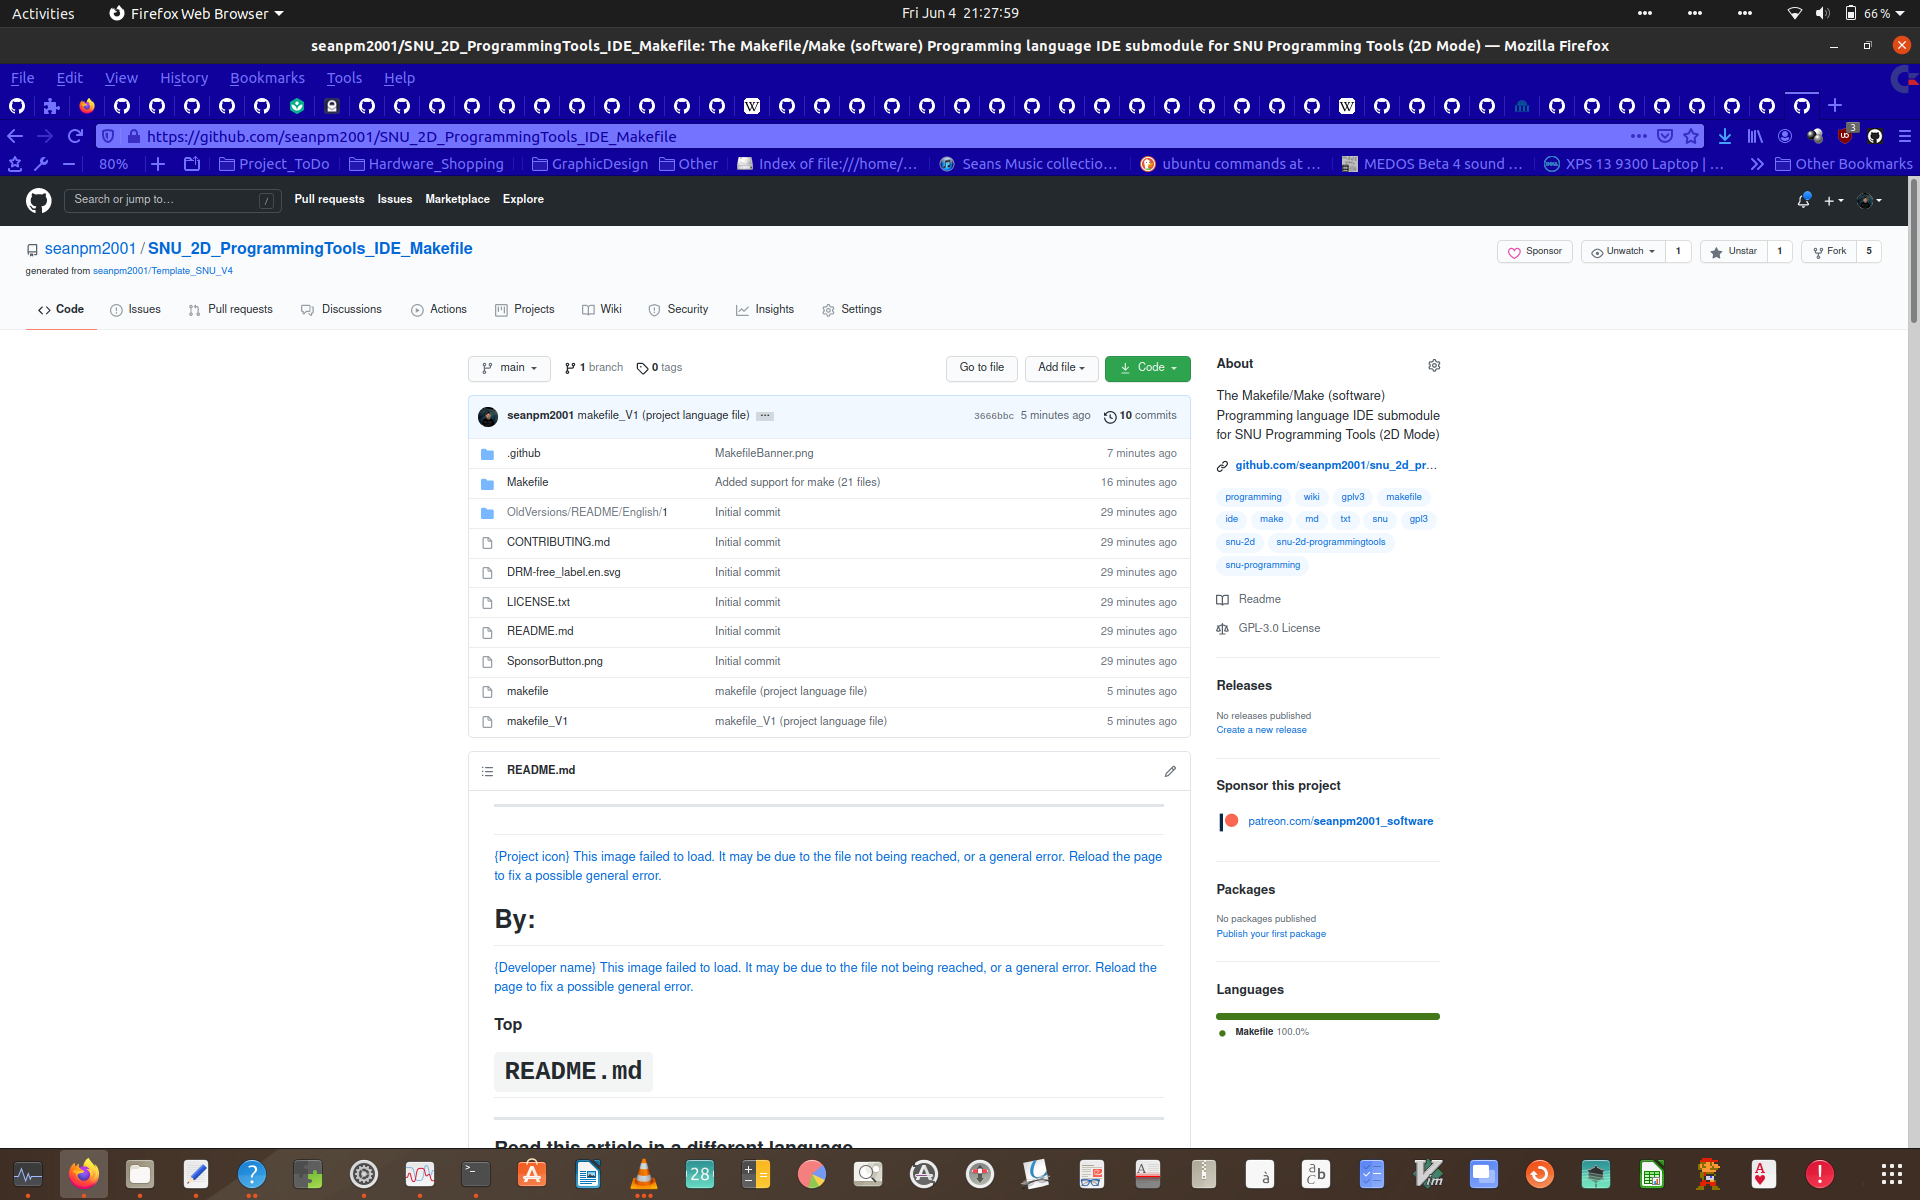 Activities
Firefox Web Browser
Fri Jun 4 21:27:59
66 %
seanpm2001/SNU_2D_ProgrammingTools_IDE_Makefile: The Makefile/Make (software) Programming language IDE submodule for SNU Programming Tools (2D Mode) — Mozilla Firefox
File Edit View History Bookmarks Tools Help
https://github.com/seanpm2001/SNU_2D_ProgrammingTools_IDE_Makefile
3
80%
Project_ToDo
Hardware_Shopping
GraphicDesign
Other
Index of file:///home/…
Seans Music collectio…
ubuntu commands at …
MEDOS Beta 4 sound …
XPS 13 9300 Laptop | …
Other Bookmarks
Search or jump to…
/
Pull requests Issues Marketplace Explore
seanpm2001 / SNU_2D_ProgrammingTools_IDE_Makefile
generated from seanpm2001/Template_SNU_V4
Sponsor
Unwatch 1
Unstar 1
Fork 5
Code Issues Pull requests Discussions Actions Projects Wiki Security Insights Settings
main
1 branch
0 tags
Go to file
Add file
Code
seanpm2001 makefile_V1 (project language file) ...
3666bbc 5 minutes ago 10 commits
.github MakefileBanner.png 7 minutes ago
Makefile Added support for make (21 files) 16 minutes ago
OldVersions/README/English/1 Initial commit 29 minutes ago
CONTRIBUTING.md Initial commit 29 minutes ago
DRM-free_label.en.svg Initial commit 29 minutes ago
LICENSE.txt Initial commit 29 minutes ago
README.md Initial commit 29 minutes ago
SponsorButton.png Initial commit 29 minutes ago
makefile makefile (project language file) 5 minutes ago
makefile_V1 makefile_V1 (project language file) 5 minutes ago
README.md
{Project icon} This image failed to load. It may be due to the file not being reached, or a general error. Reload the page
to fix a possible general error.
By:
{Developer name} This image failed to load. It may be due to the file not being reached, or a general error. Reload the
page to fix a possible general error.
Top
README.md
Read this article in a different language
About
The Makefile/Make (software)
Programming language IDE submodule
for SNU Programming Tools (2D Mode)
github.com/seanpm2001/snu_2d_pr…
programming wiki gplv3 makefile
ide make md txt snu gpl3
snu-2d snu-2d-programmingtools
snu-programming
Readme
GPL-3.0 License
Releases
No releases published
Create a new release
Sponsor this project
patreon.com/seanpm2001_software
Packages
No packages published
Publish your first package
Languages
Makefile 100.0%
28